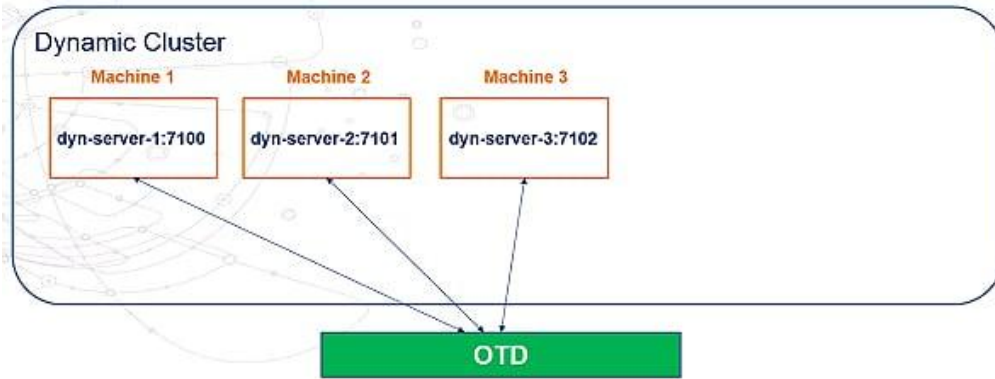 Dynamic Cluster
Machine 1
Machine 2
Machine 3
dyn-server-1:7100
dyn-server-2:7101
dyn-server-3:7102
OTD